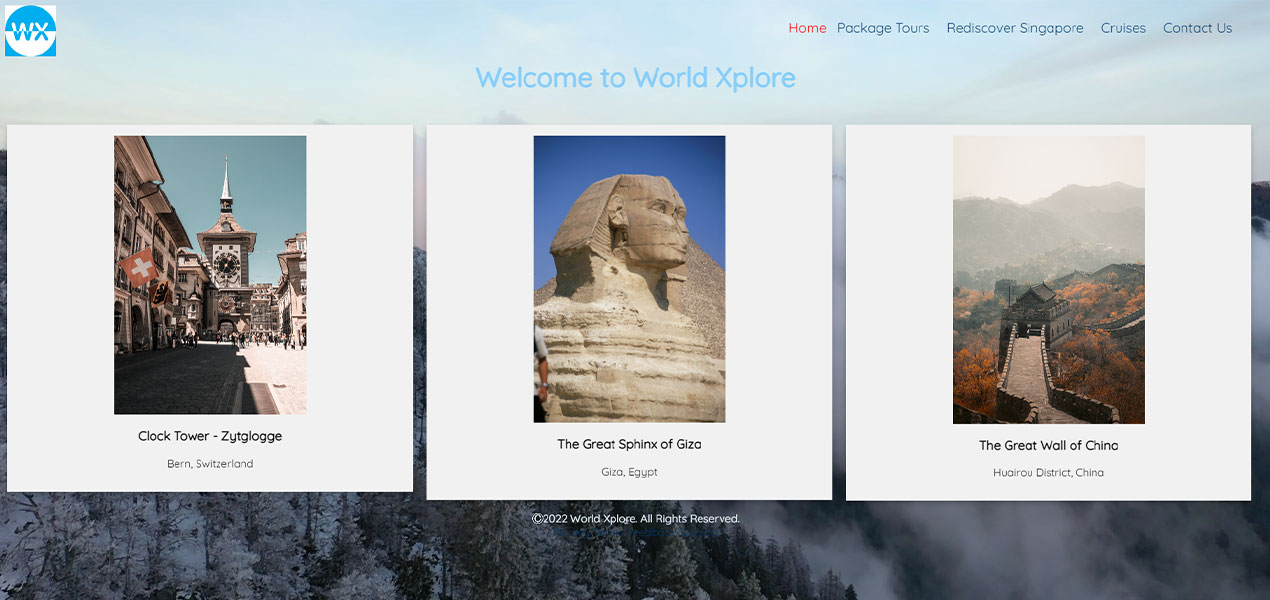 WX
Home Package Tours Rediscover Singapore Cruises Contact Us
Welcome to World Xplore
Clock Tower - Zytglogge
Bern, Switzerland
The Great Sphinx of Giza
Giza, Egypt
The Great Wall of China
Huairou District, China
©2022 World Xplore. All Rights Reserved.